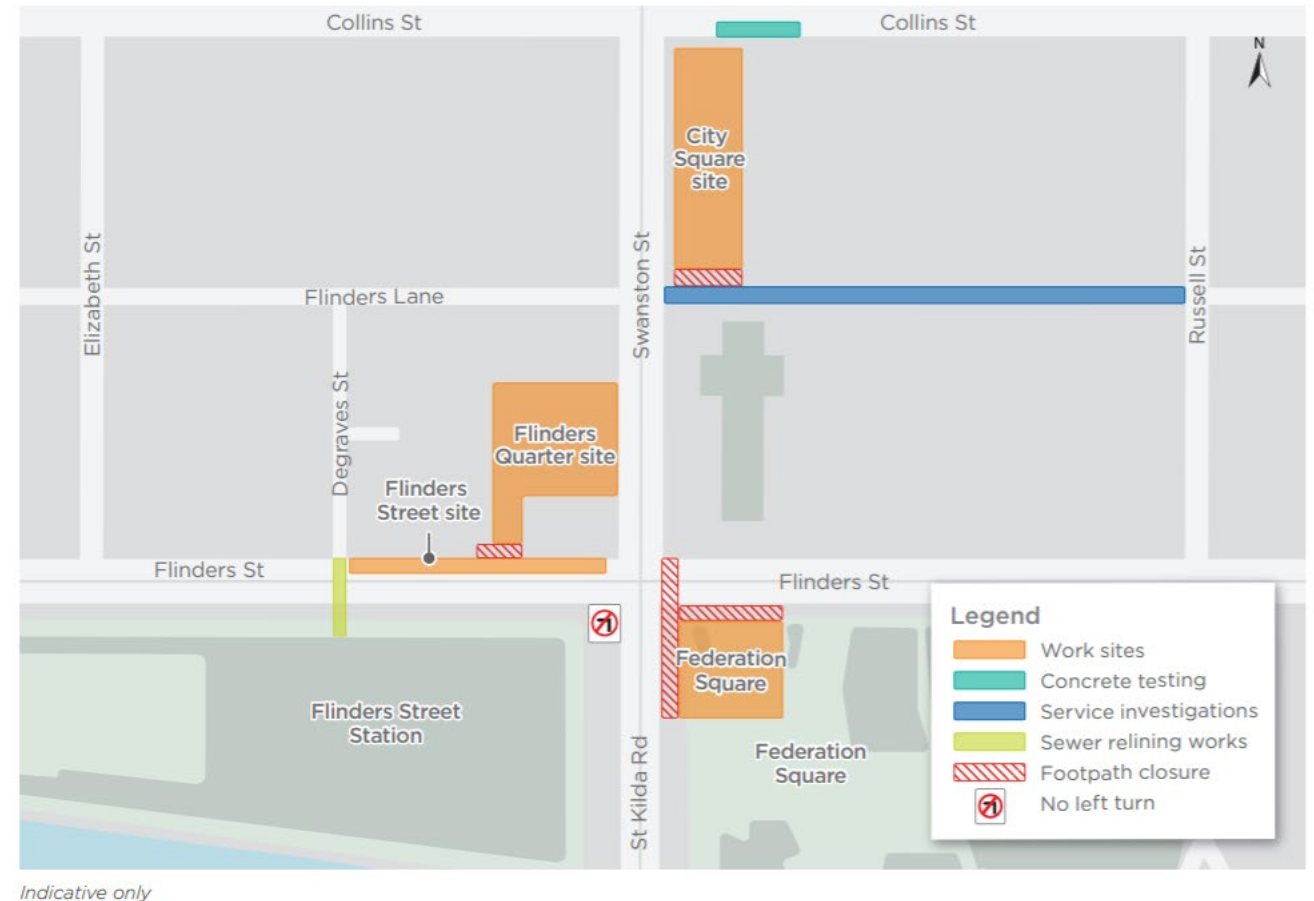 Collins St
Collins St
N
City
Square
site
Elizabeth St
Swanston St
Russell St
Flinders Lane
Degraves St
Flinders
Quarter site
Flinders
Street site
Flinders St
Flinders St
Federation
Square
Flinders Street
Station
Federation
Square
St Kilda Rd
Legend
Work sites
Concrete testing
Service investigations
Sewer relining works
Footpath closure
No left turn
Indicative only